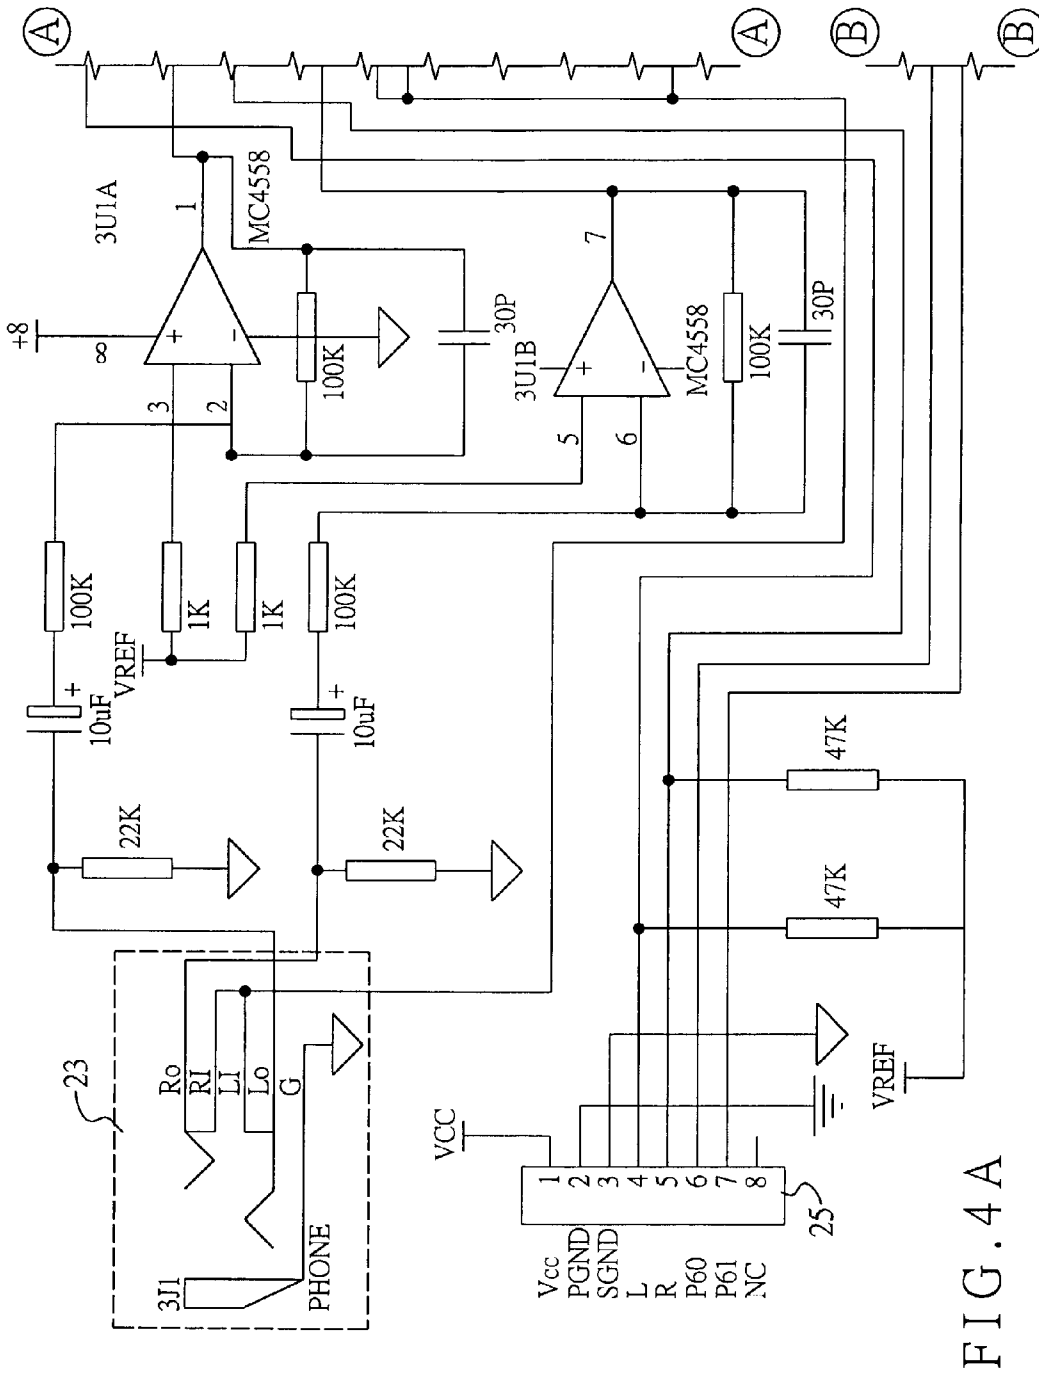 A
A
B
B
+8
8
3U1A
1
MC4558
3
2
100K
30P
3U1B
7
MC4558
5
6
100K
30P
100K
1K
1K
100K
VREF
+
10uF
+
10uF
22K
22K
47K
47K
VREF
23
Ro
RI
LI
Lo
G
3J1
PHONE
VCC
1
2
3
4
5
6
7
8
Vcc
PGND
SGND
L
R
P60
P61
NC
25
+
-
+
-
FIG. 4A